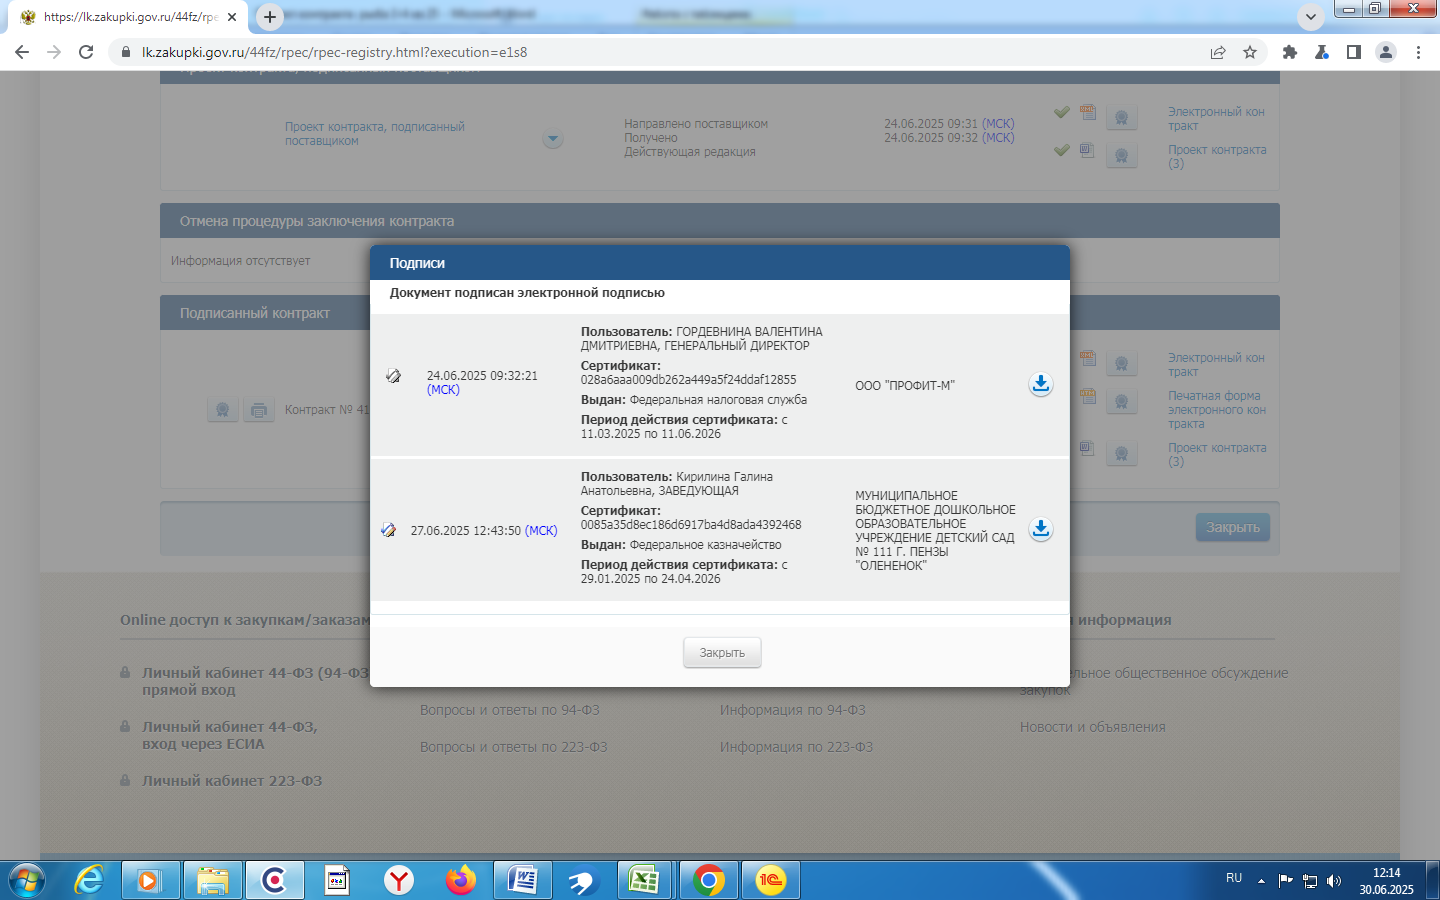 https://lk.zakupki.gov.ru/44fz/rpe
lk.zakupki.gov.ru/44fz/rpec/rpec-registry.html?execution=e1s8
Проект контракта, подписанный
поставщиком
Направлено поставщиком
Получено
Действующая редакция
24.06.2025 09:31 (МСК)
24.06.2025 09:32 (МСК)
Электронный кон
тракт
Проект контракта
(3)
Отмена процедуры заключения контракта
Информация отсутствует
Подписанный контракт
Контракт № 41
Электронный кон
тракт
Печатная форма
электронного кон
тракта
Проект контракта
(3)
Закрыть
Подписи
Документ подписан электронной подписью
24.06.2025 09:32:21
(МСК)
Пользователь: ГОРДЕВНИНА ВАЛЕНТИНА
ДМИТРИЕВНА, ГЕНЕРАЛЬНЫЙ ДИРЕКТОР
Сертификат:
028a6aaa009db262a449a5f24ddaf12855
Выдан: Федеральная налоговая служба
Период действия сертификата: с
11.03.2025 по 11.06.2026
ООО "ПРОФИТ-М"
27.06.2025 12:43:50 (МСК)
Пользователь: Кирилина Галина
Анатольевна, ЗАВЕДУЮЩАЯ
Сертификат:
0085a35d8ec186d6917ba4d8ada4392468
Выдан: Федеральное казначейство
Период действия сертификата: с
29.01.2025 по 24.04.2026
МУНИЦИПАЛЬНОЕ
БЮДЖЕТНОЕ ДОШКОЛЬНОЕ
ОБРАЗОВАТЕЛЬНОЕ
УЧРЕЖДЕНИЕ ДЕТСКИЙ САД
№ 111 Г. ПЕНЗЫ
"ОЛЕНЕНОК"
Закрыть
Online доступ к закупкам/заказам
Личный кабинет 44-ФЗ (94-ФЗ
прямой вход
Личный кабинет 44-ФЗ,
вход через ЕСИА
Личный кабинет 223-ФЗ
Вопросы и ответы по 94-ФЗ
Вопросы и ответы по 223-ФЗ
Информация по 94-ФЗ
Информация по 223-ФЗ
я информация
ельное общественное обсуждение
закупок
Новости и объявления
RU
12:14
30.06.2025